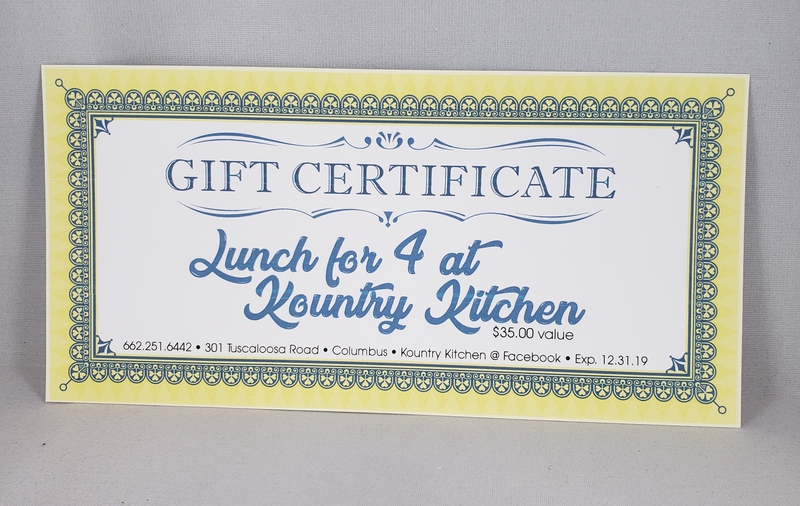 GIFT CERTIFICATE
Lunch for 4 at
Kountry Kitchen
$35.00 value
662.251.6442 • 301 Tuscaloosa Road • Columbus • Kountry Kitchen @ Facebook • Exp. 12.31.19